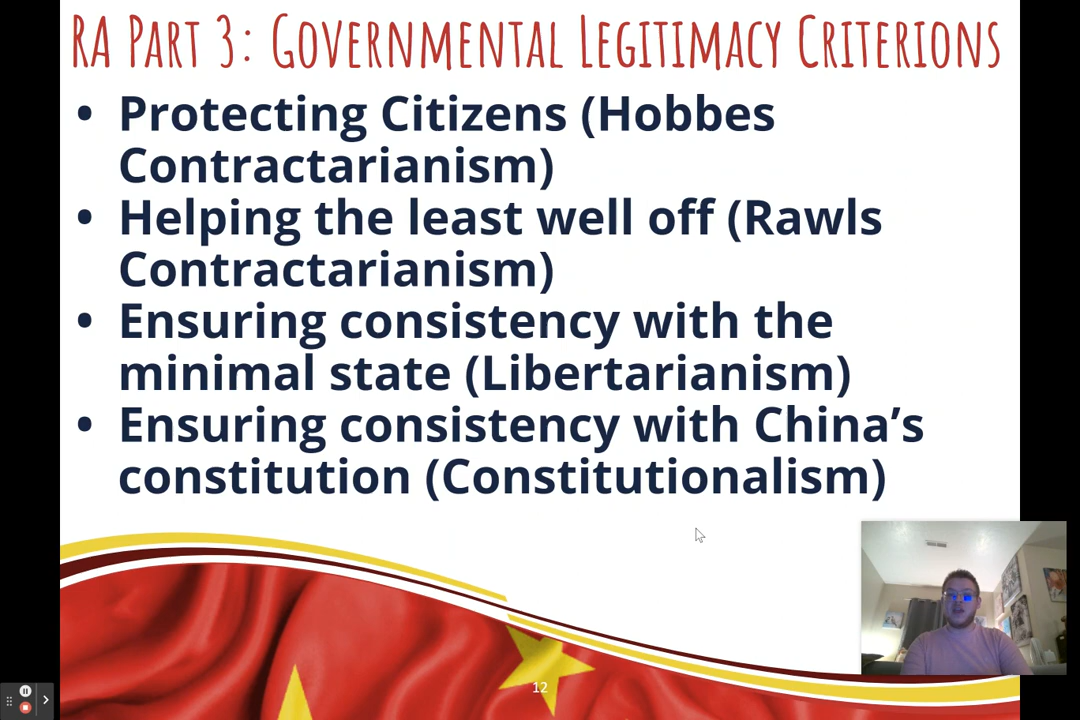 RA Part 3: Governmental Legitimacy Criterions
• Protecting Citizens (Hobbes
Contractarianism)
• Helping the least well off (Rawls
Contractarianism)
• Ensuring consistency with the
minimal state (Libertarianism)
• Ensuring consistency with China’s
constitution (Constitutionalism)
12